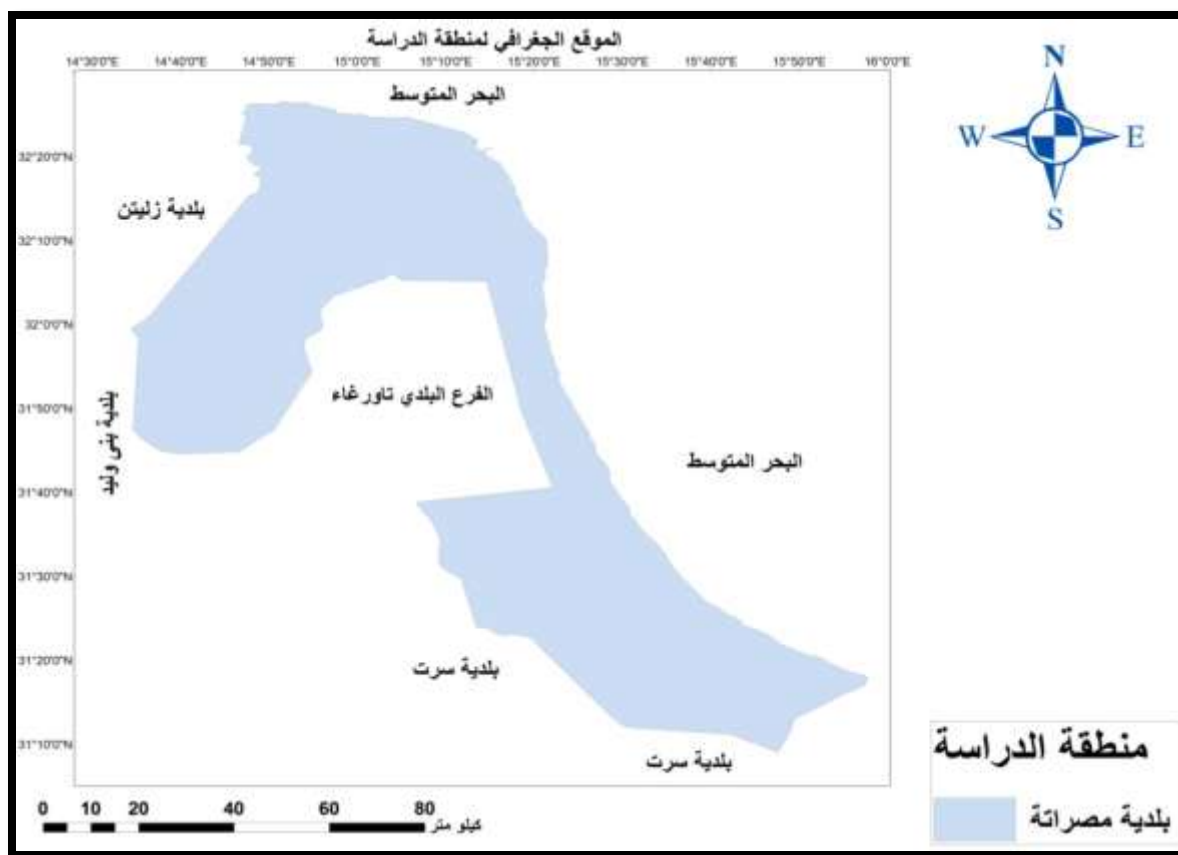 الموقع الجغرافي لمنطقة الدراسة
14°30'0"E 14°40'0"E 14°50'0"E 15°0'0"E 15°10'0"E 15°20'0"E 15°30'0"E 15°40'0"E 15°50'0"E 16°0'0"E
البحر المتوسط
N
W E
S
32°20'0"N
بلدية زليتن
32°10'0"N
32°0'0"N
الفرع البلدي تاورغاء
31°50'0"N
بلدية بنى وليد
البحر المتوسط
31°40'0"N
31°30'0"N
31°20'0"N
بلدية سرت
31°10'0"N
بلدية سرت
منطقة الدراسة
بلدية مصراتة
0 10 20 40 60 80
كيلو متر